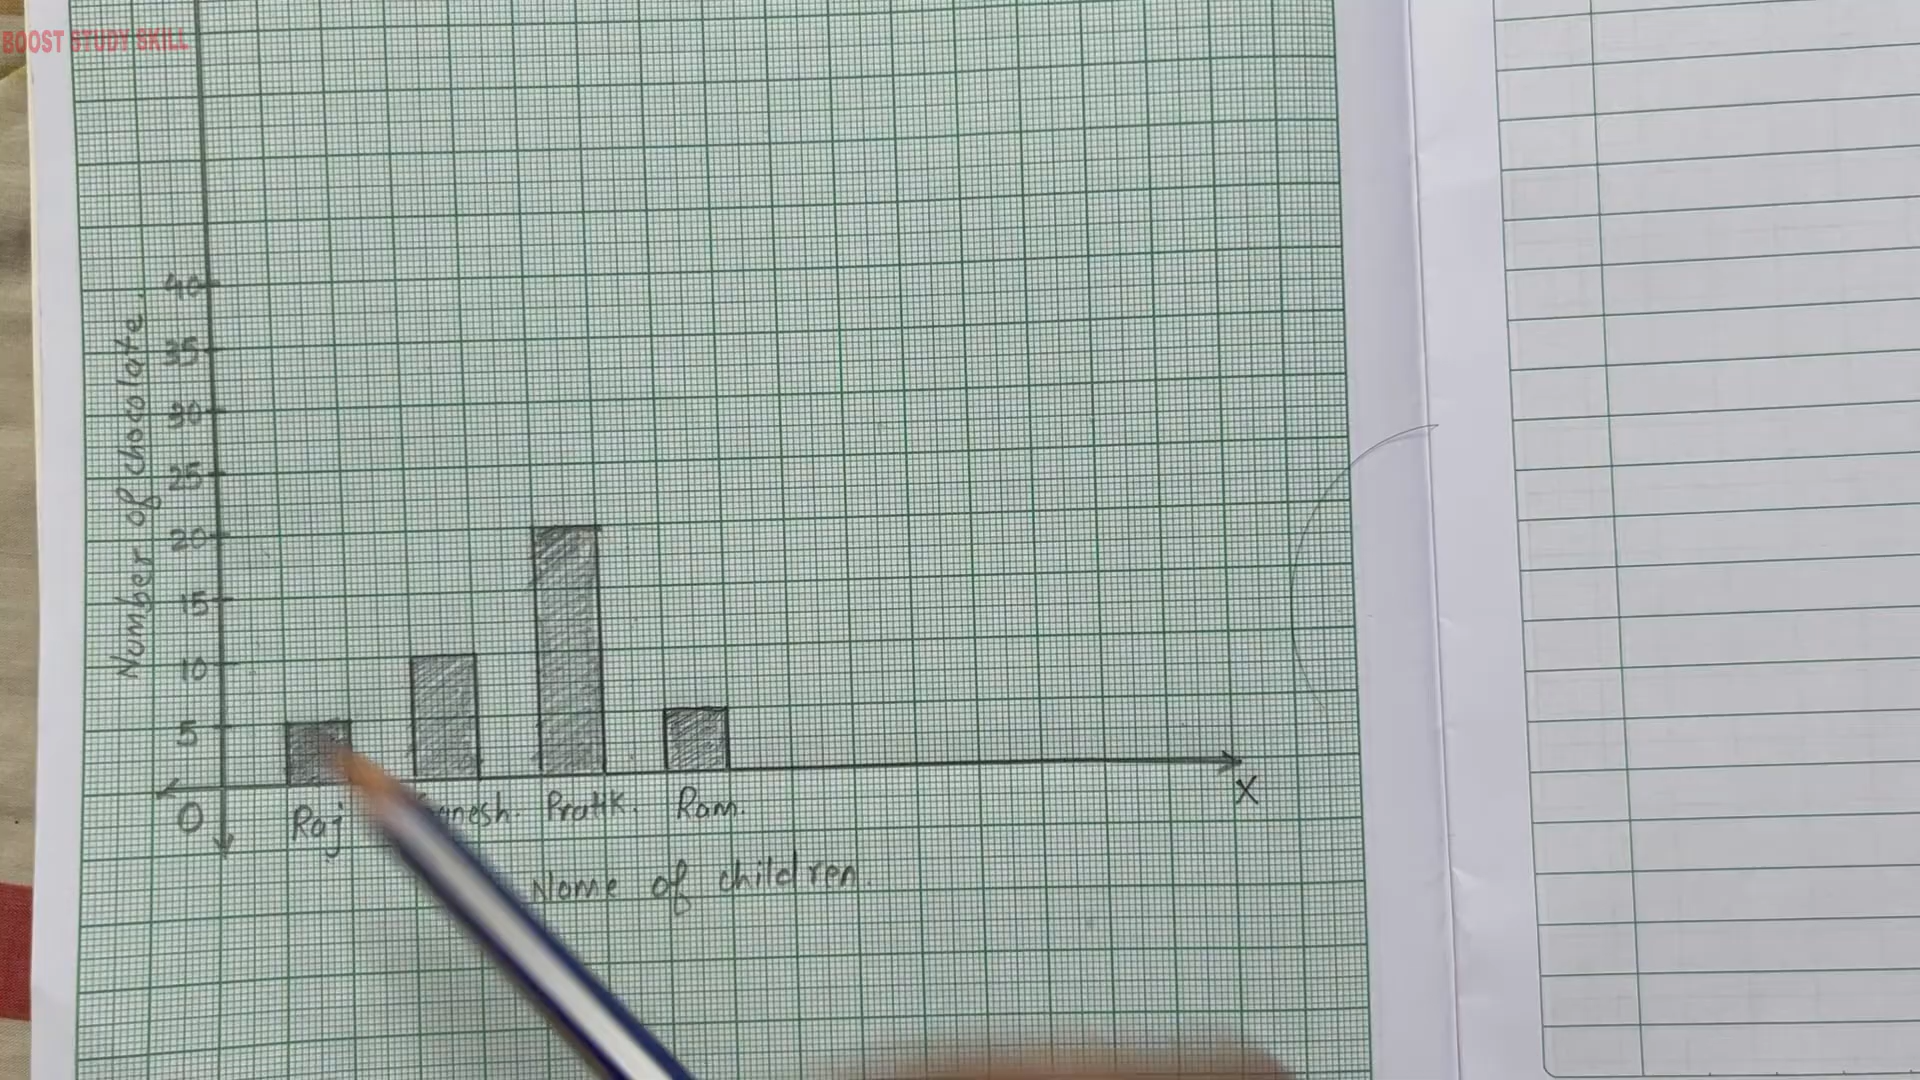 BOOST STUDY SKILL
40
35
30
25
20
15
10
5
0
Number of chocolate.
Raj
Pratik.
Ram.
X
Name of children.